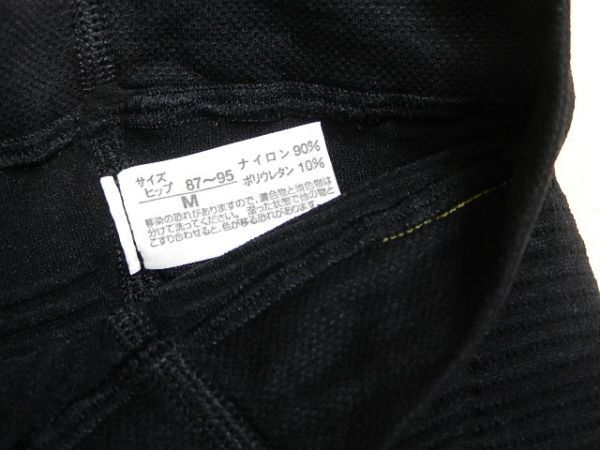 サイズ
ヒップ 87～95
M
ナイロン 90%
ポリウレタン 10%
移染の恐れがありますので、濃色物と淡色物は
分けて洗ってください。湿った状態で他の物と
こすり合わせると、色が移る恐れがあります。